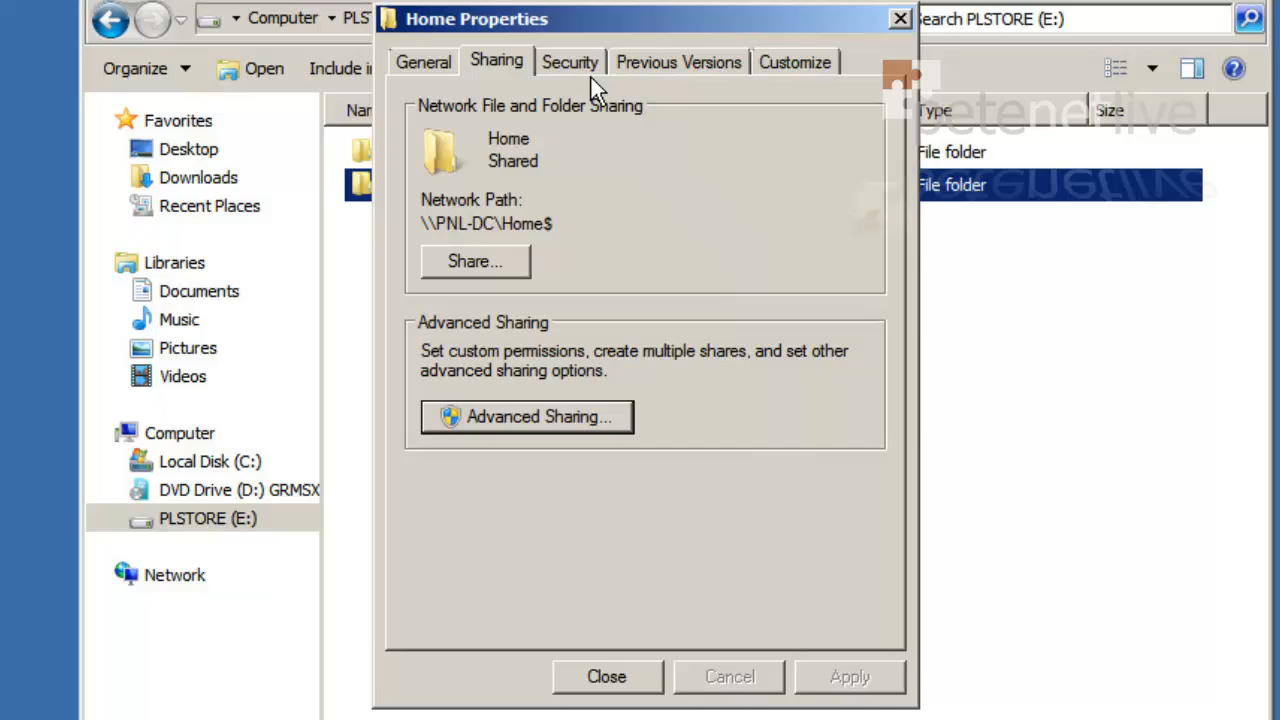 Computer
PLS
Home Properties
Search PLSTORE (E:)
Organize
Open
Include i
General
Sharing
Security
Previous Versions
Customize
petenetlive
Nar
Type
Size
Network File and Folder Sharing
Home
Shared
File folder
File folder
Network Path:
\\PNL-DC\Home$
Share...
Advanced Sharing
Set custom permissions, create multiple shares, and set other
advanced sharing options.
Advanced Sharing...
Favorites
Desktop
Downloads
Recent Places
Libraries
Documents
Music
Pictures
Videos
Computer
Local Disk (C:)
DVD Drive (D:) GRMSX
PLSTORE (E:)
Network
Close
Cancel
Apply